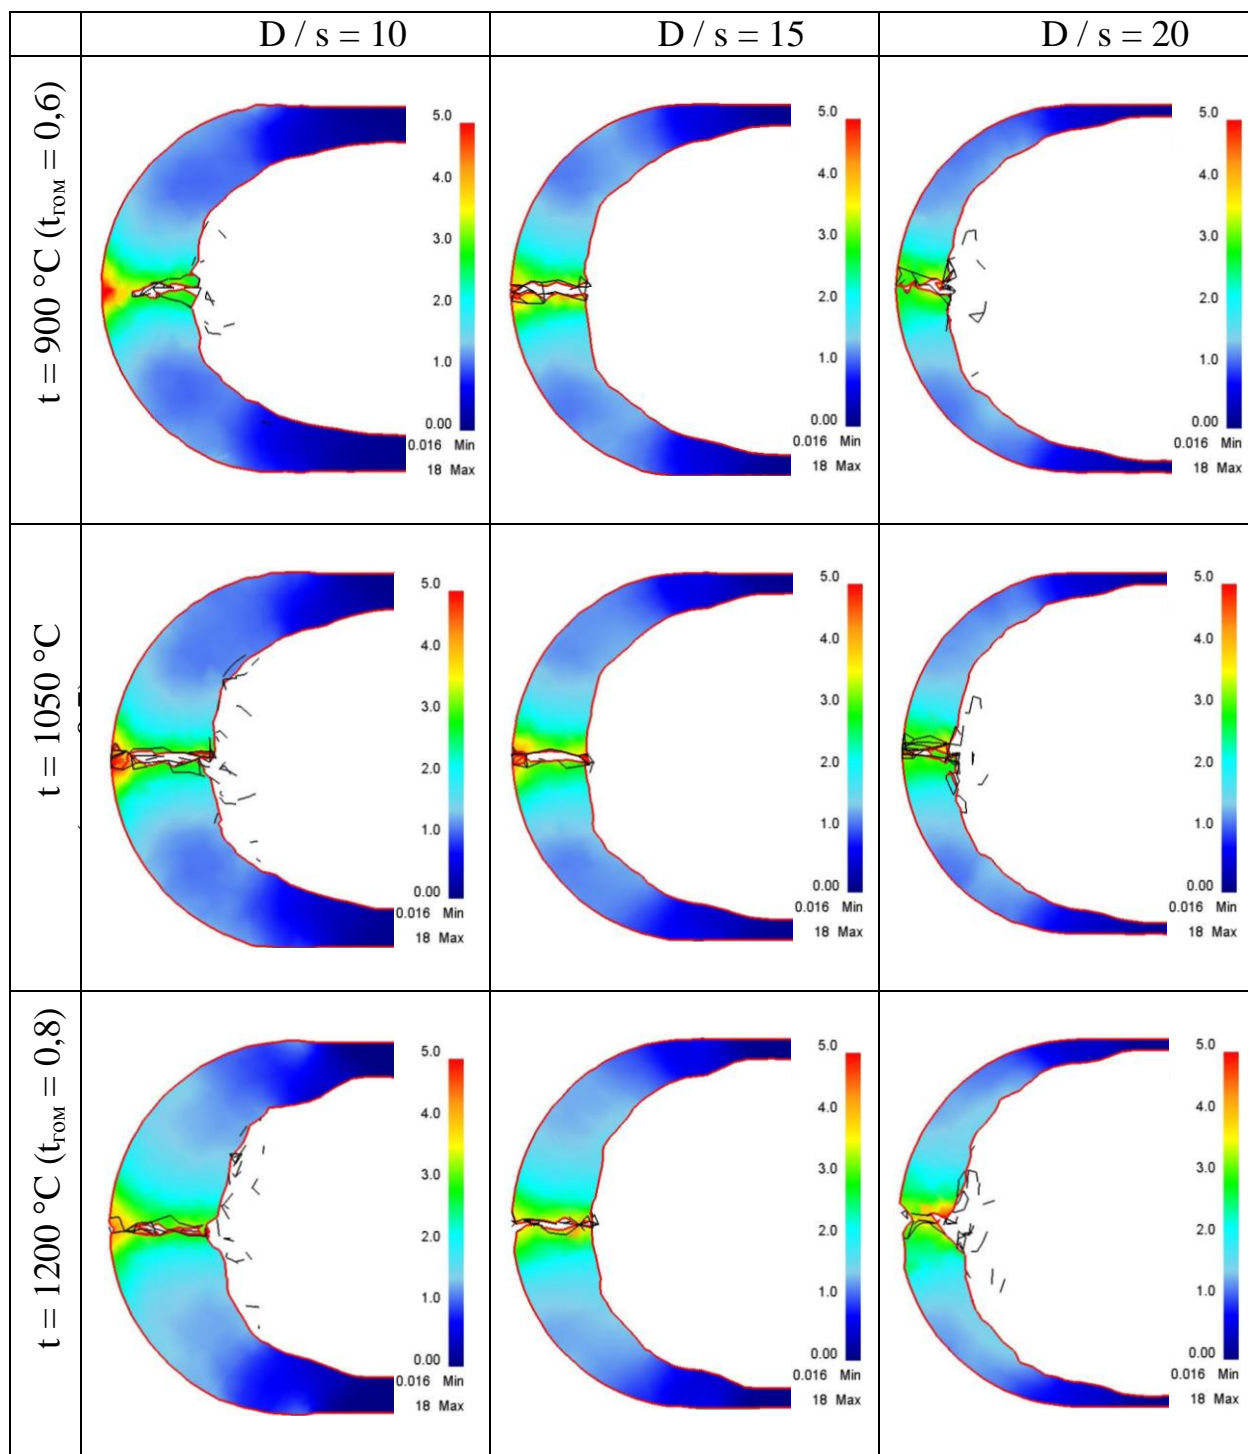 D / s = 10
D / s = 15
D / s = 20
t = 900 °C (tгом = 0,6)
5.0
4.0
3.0
2.0
1.0
0.00
0.016 Min
18 Max
5.0
4.0
3.0
2.0
1.0
0.00
0.016 Min
18 Max
5.0
4.0
3.0
2.0
1.0
0.00
0.016 Min
18 Max
t = 1050 °C
5.0
4.0
3.0
2.0
1.0
0.00
0.016 Min
18 Max
5.0
4.0
3.0
2.0
1.0
0.00
0.016 Min
18 Max
5.0
4.0
3.0
2.0
1.0
0.00
0.016 Min
18 Max
t = 1200 °C (tгом = 0,8)
5.0
4.0
3.0
2.0
1.0
0.00
0.016 Min
18 Max
5.0
4.0
3.0
2.0
1.0
0.00
0.016 Min
18 Max
5.0
4.0
3.0
2.0
1.0
0.00
0.016 Min
18 Max